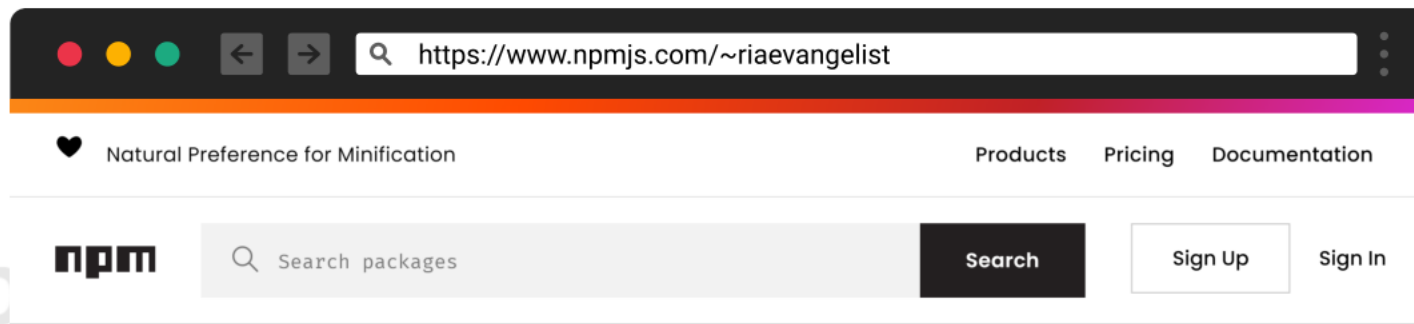 https://www.npmjs.com/~riaevangelist
Natural Preference for Minification Products Pricing Documentation
npm Search packages Search Sign Up Sign In